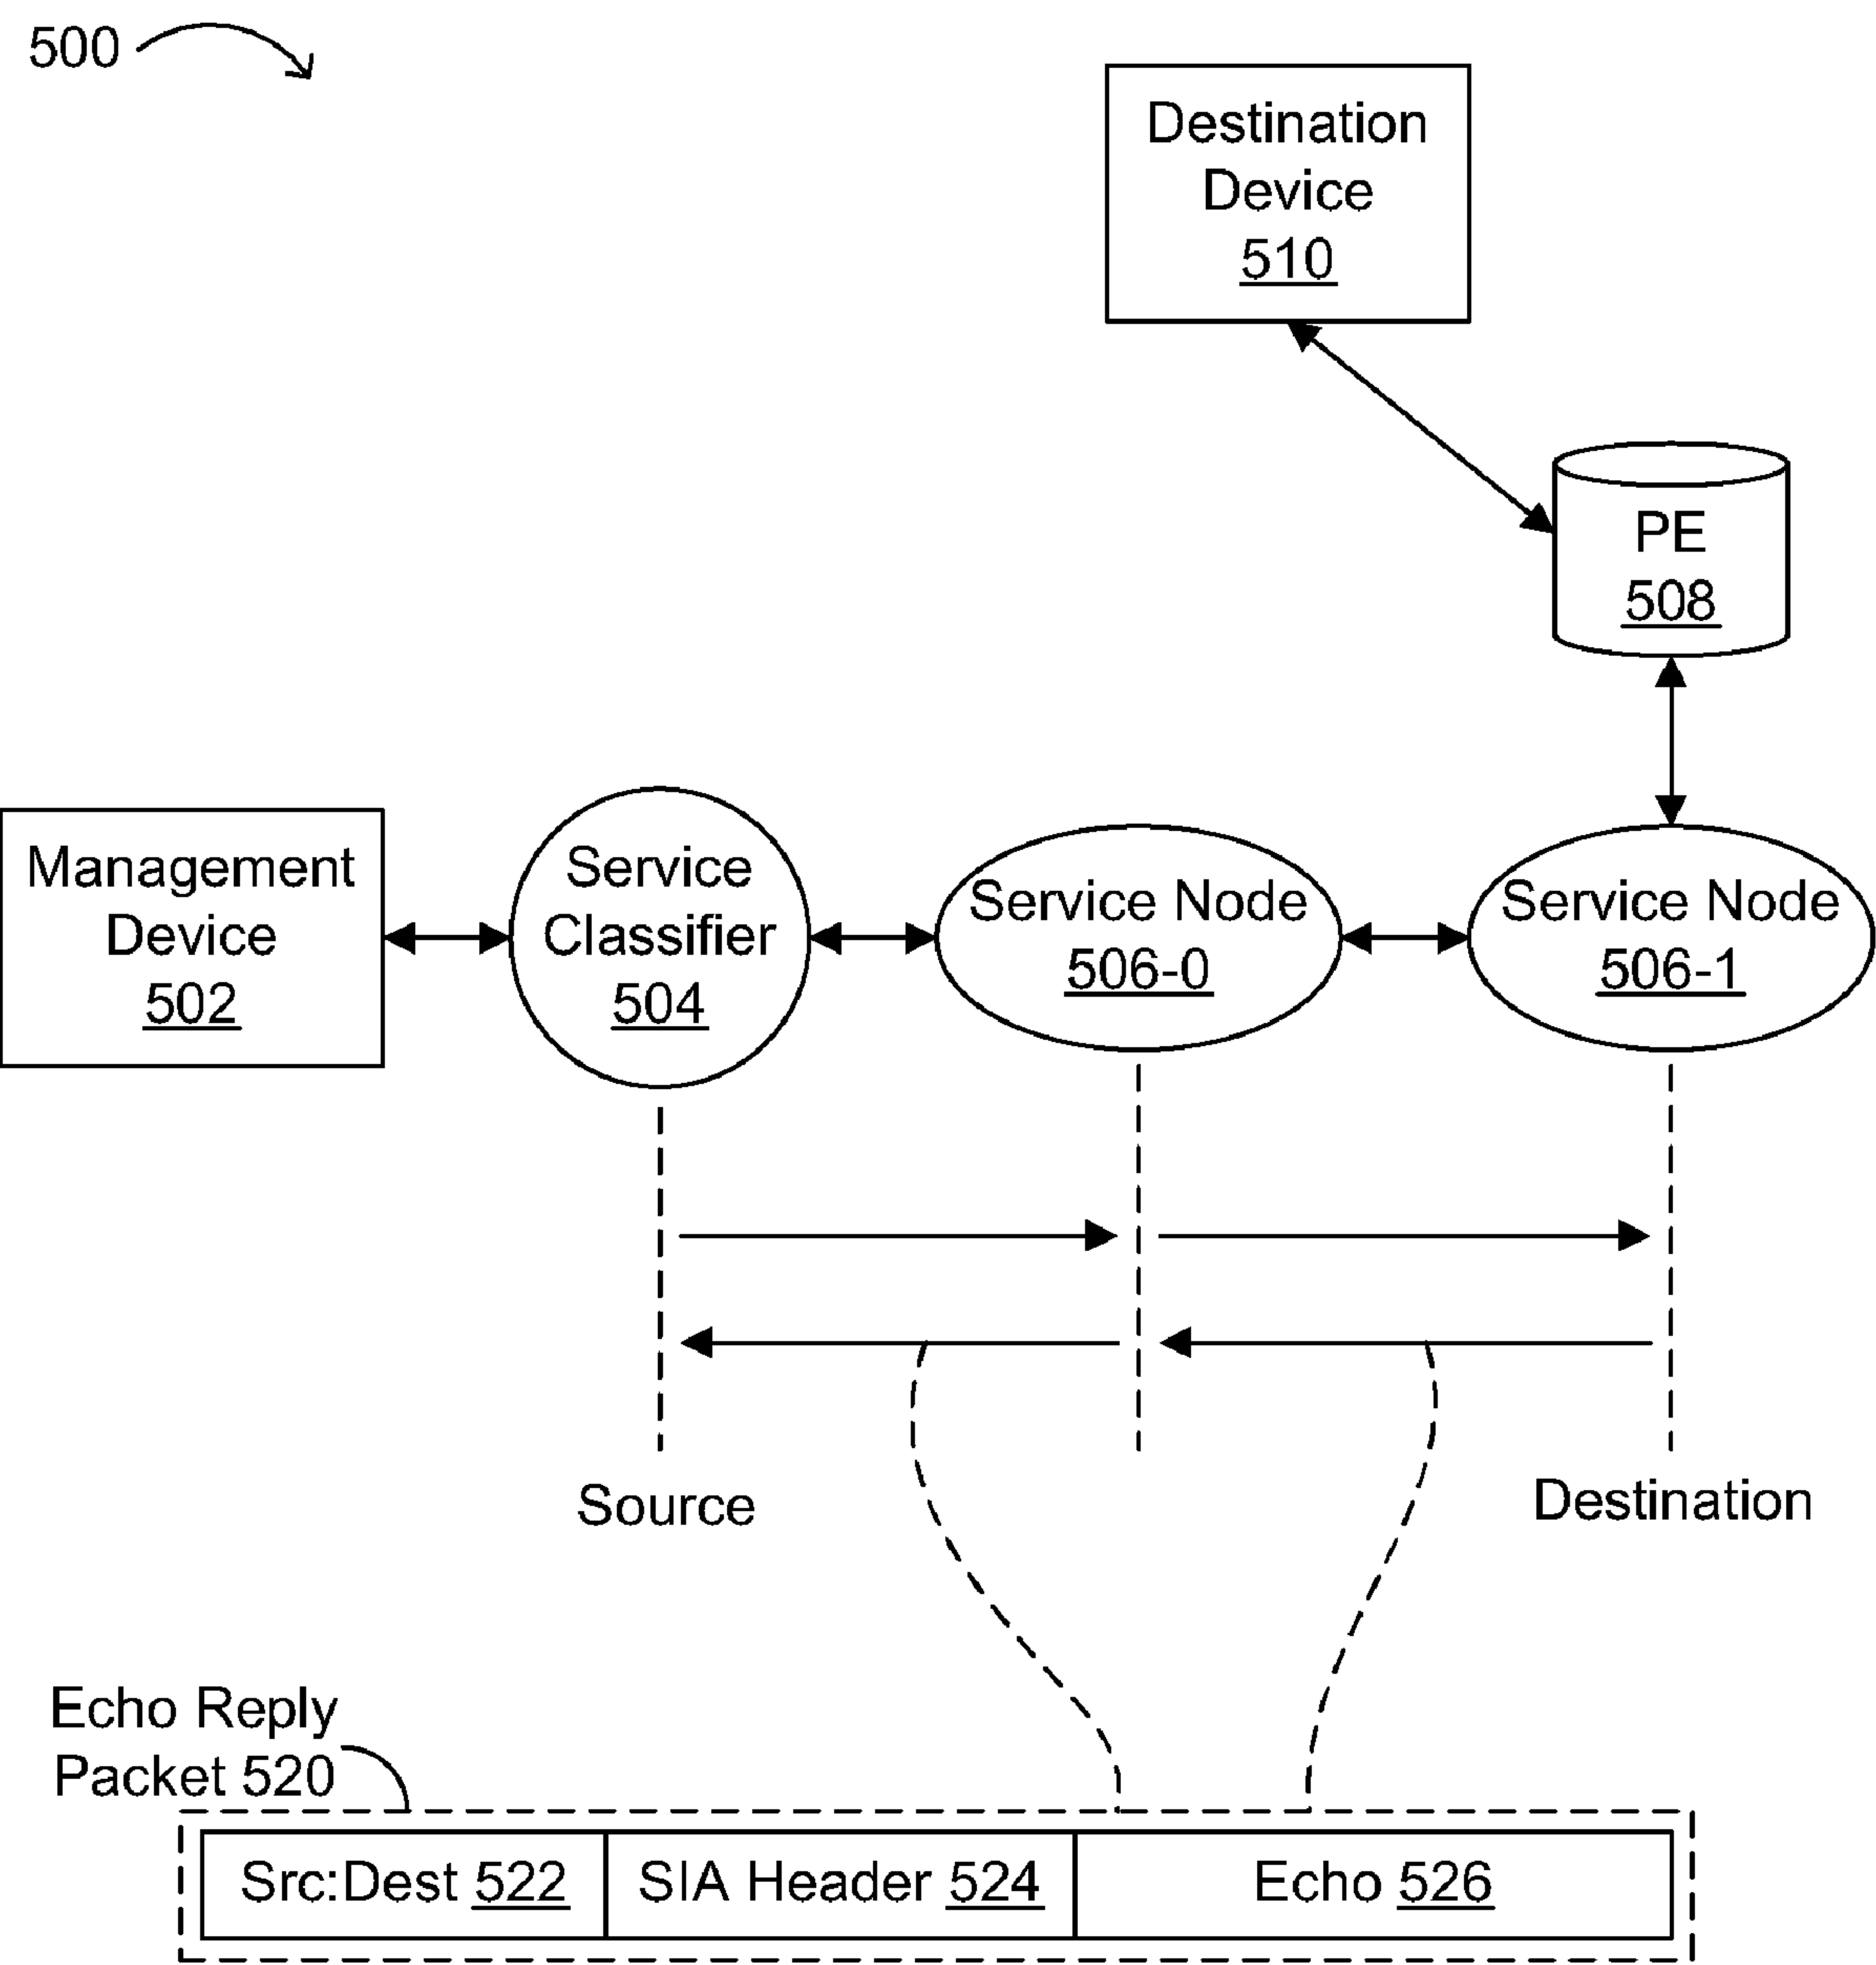 500
Destination
Device
510
PE
508
Management
Device
502
Service
Classifier
504
Service Node
506-0
Service Node
506-1
Source
Destination
Echo Reply
Packet 520
Src:Dest 522
SIA Header 524
Echo 526